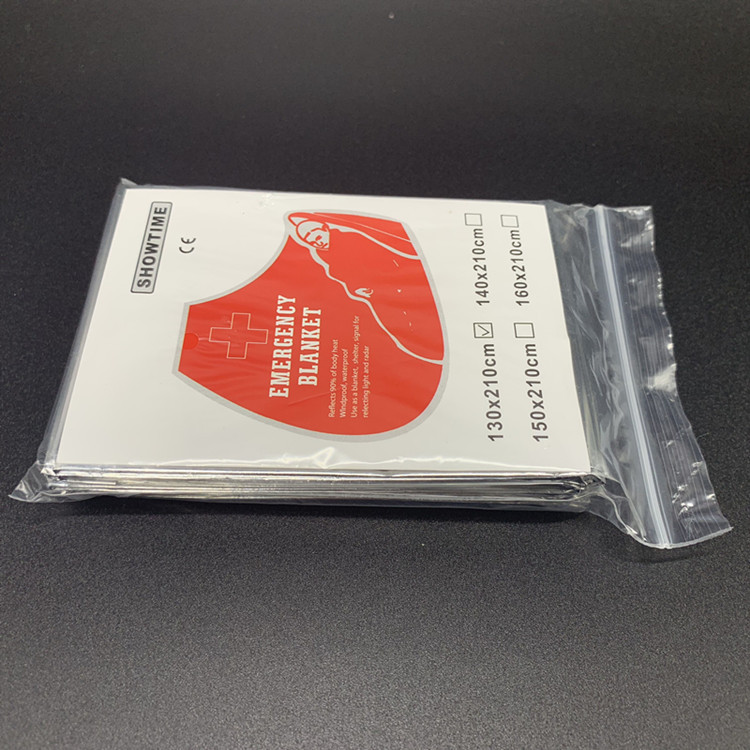 SHOWTIME
CE
EMERGENCY
BLANKET
Reflects 90% of body heat
Windproof, waterproof
Use as a blanket, shelter, signal for
relecting light and radar
130x210cm ☑ 140x210cm ☐
150x210cm ☐ 160x210cm ☐